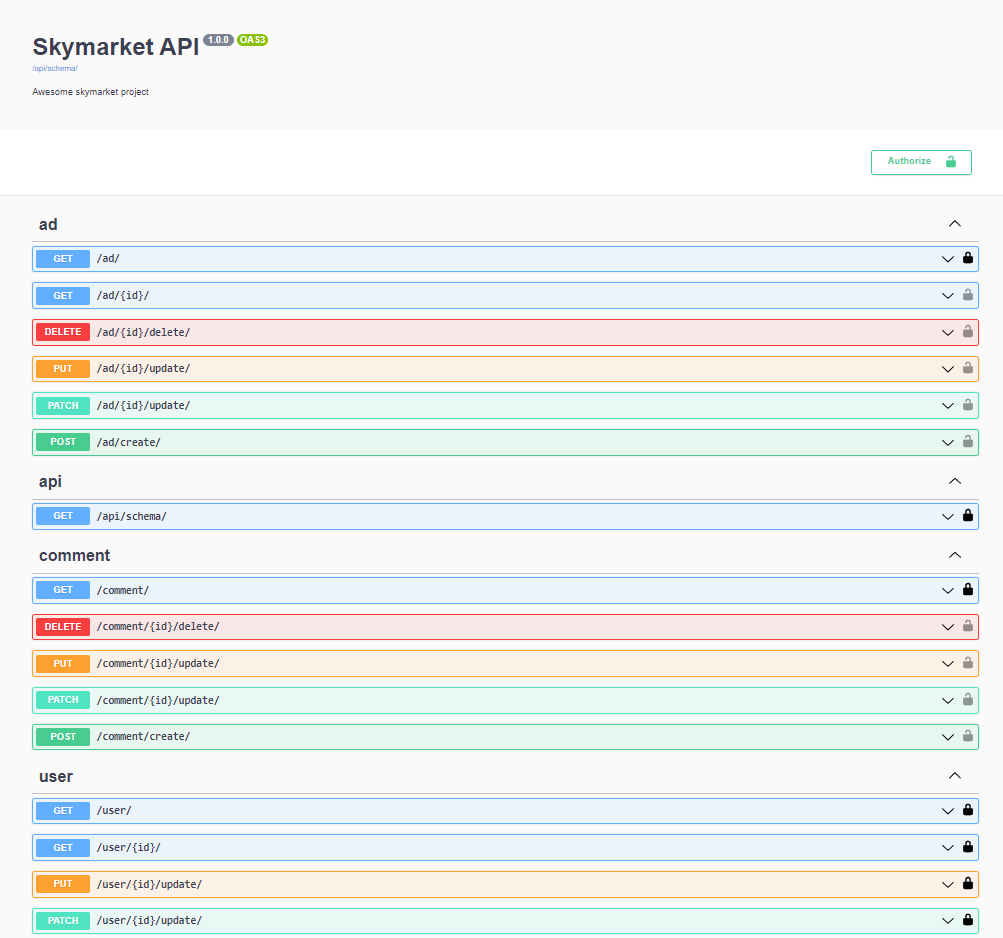 Skymarket API 1.0.0 OAS3
/api/schema/
Awesome skymarket project
Authorize
ad
GET /ad/
GET /ad/{id}/
DELETE /ad/{id}/delete/
PUT /ad/{id}/update/
PATCH /ad/{id}/update/
POST /ad/create/
api
GET /api/schema/
comment
GET /comment/
DELETE /comment/{id}/delete/
PUT /comment/{id}/update/
PATCH /comment/{id}/update/
POST /comment/create/
user
GET /user/
GET /user/{id}/
PUT /user/{id}/update/
PATCH /user/{id}/update/